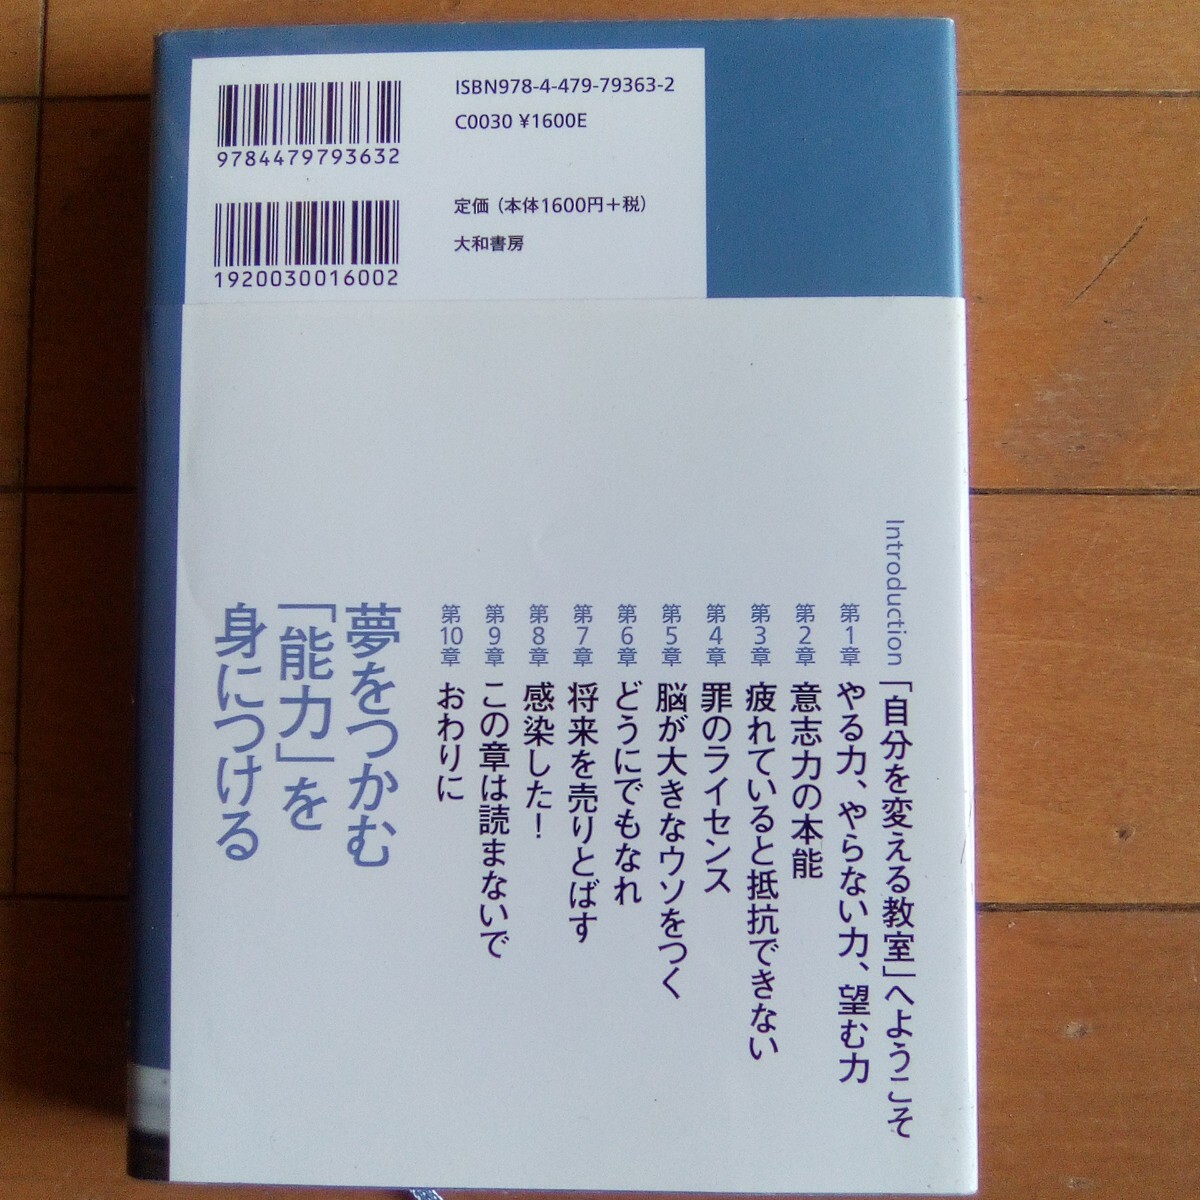 ISBN978-4-479-79363-2
C0030 ¥1600E
9784479793632
定価（本体1600円＋税）
大和書房
1920030016002
Introduction 「自分を変える教室」へようこそ
第1章 やる力、やらない力、望む力
第2章 意志力の本能
第3章 疲れていると抵抗できない
第4章 罪のライセンス
第5章 脳が大きなウソをつく
第6章 どうにでもなれ
第7章 将来を売りとばす
第8章 感染した！
第9章 この章は読まないで
第10章 おわりに
夢をつかむ
「能力」を
身につける